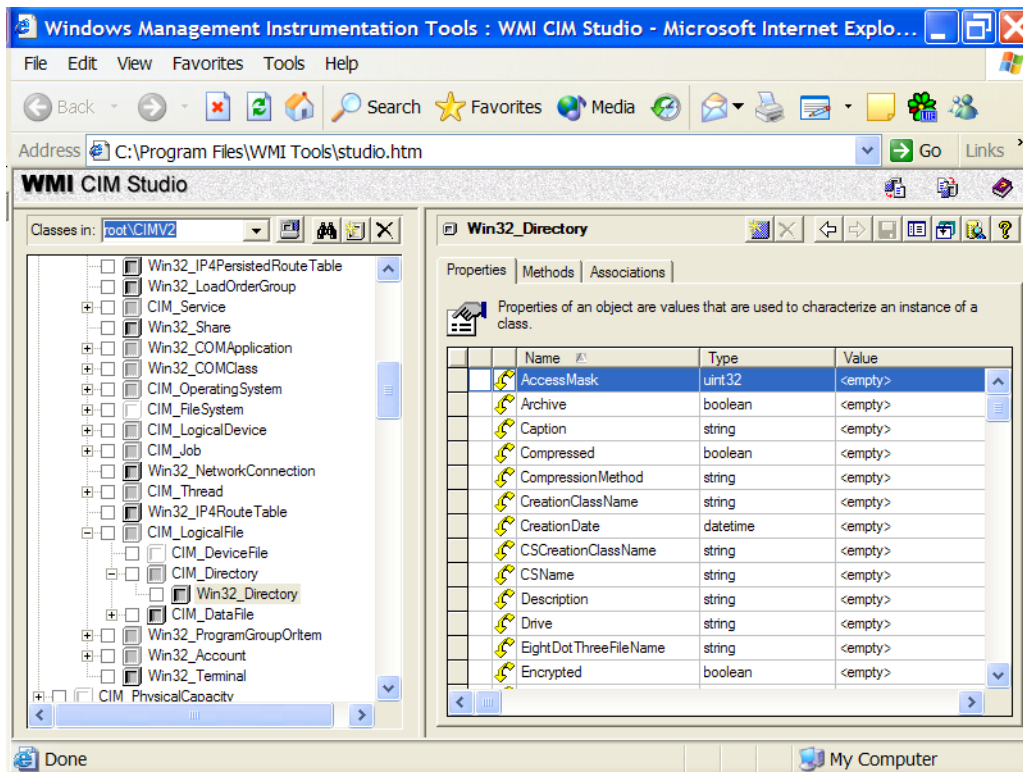 Windows Management Instrumentation Tools : WMI CIM Studio - Microsoft Internet Explo...
File Edit View Favorites Tools Help
Back Search Favorites Media
Address C:\Program Files\WMI Tools\studio.htm Go Links
WMI CIM Studio
Classes in: root\CIMV2
Win32_IP4PersistedRouteTable
Win32_LoadOrderGroup
CIM_Service
Win32_Share
Win32_COMApplication
Win32_COMClass
CIM_OperatingSystem
CIM_FileSystem
CIM_LogicalDevice
CIM_Job
Win32_NetworkConnection
CIM_Thread
Win32_IP4RouteTable
CIM_LogicalFile
CIM_DeviceFile
CIM_Directory
Win32_Directory
CIM_DataFile
Win32_ProgramGroupOrItem
Win32_Account
Win32_Terminal
CIM_PhysicalCapacity
Win32_Directory
Properties Methods Associations
Properties of an object are values that are used to characterize an instance of a
class.
Name Type Value
AccessMask uint32 <empty>
Archive boolean <empty>
Caption string <empty>
Compressed boolean <empty>
CompressionMethod string <empty>
CreationClassName string <empty>
CreationDate datetime <empty>
CSCreationClassName string <empty>
CSName string <empty>
Description string <empty>
Drive string <empty>
EightDotThreeFileName string <empty>
Encrypted boolean <empty>
Done My Computer